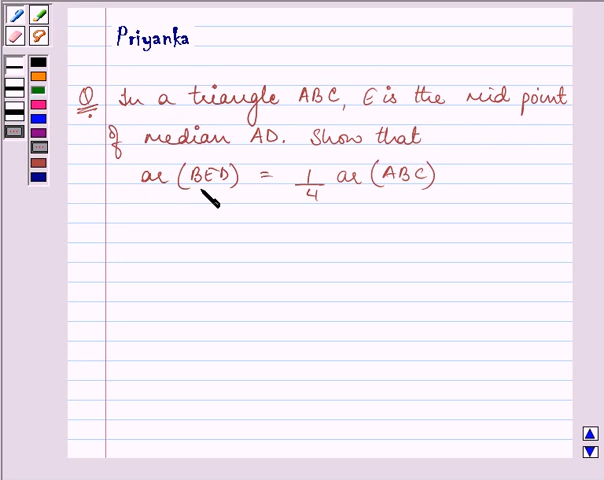 Priyanka
Q. In a triangle ABC, E is the mid point
of median AD. Show that
ar (BED) = 1/4 ar (ABC)